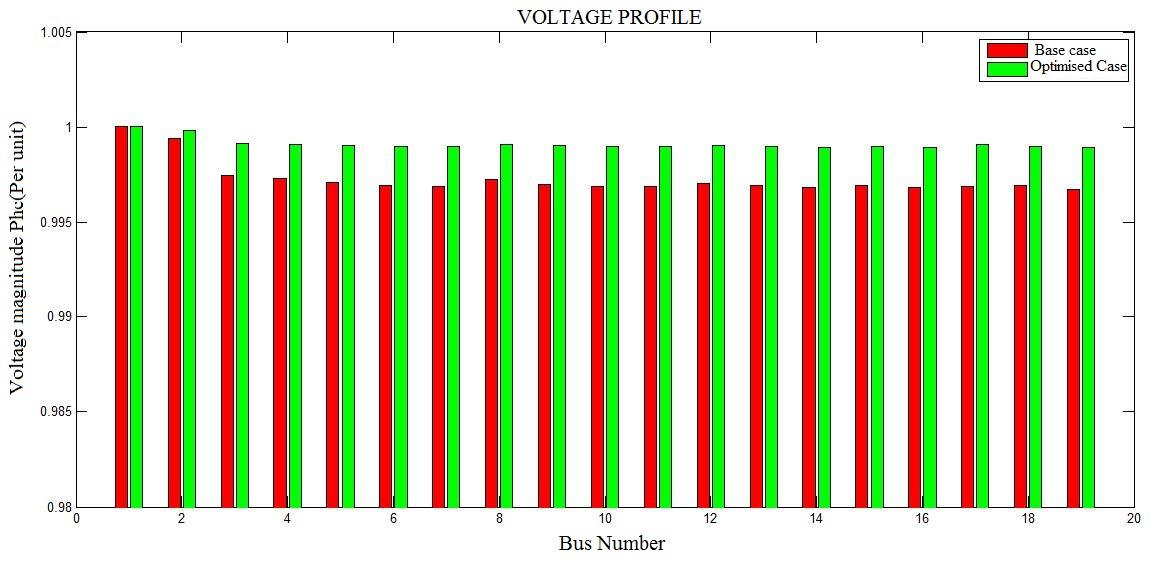 VOLTAGE PROFILE
1.005
1
0.995
0.99
0.985
0.98
Voltage magnitude Phc(Per unit)
Base case
Optimised Case
0 2 4 6 8 10 12 14 16 18 20
Bus Number